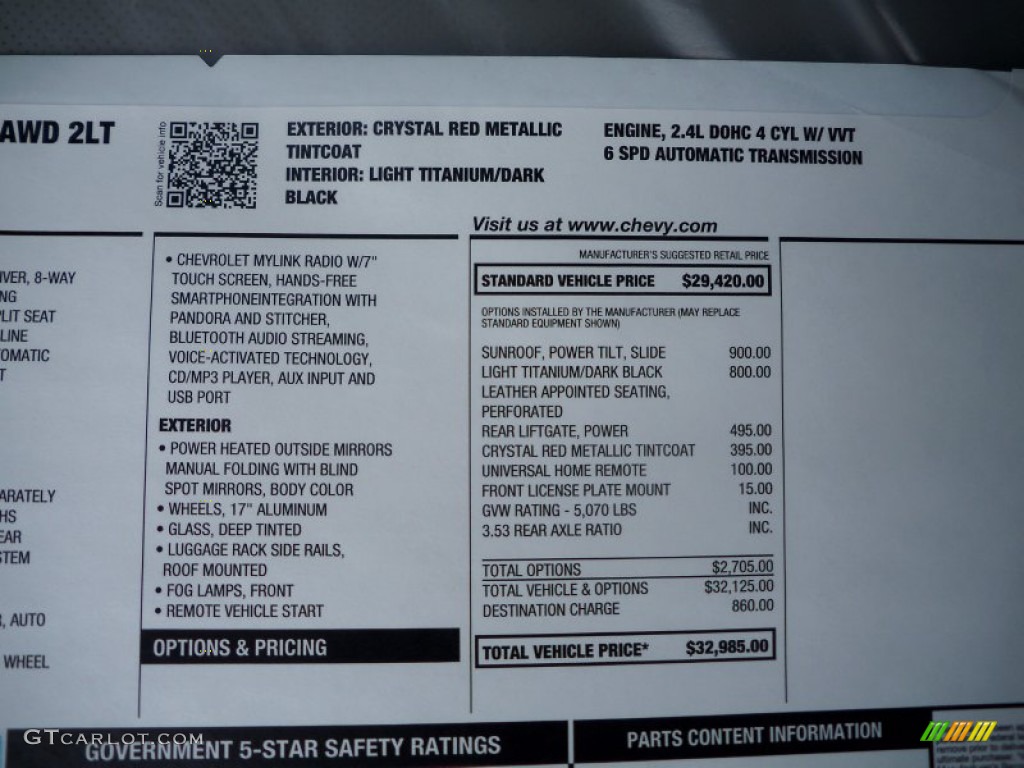 AWD 2LT
Scan for vehicle info
EXTERIOR: CRYSTAL RED METALLIC
TINTCOAT
INTERIOR: LIGHT TITANIUM/DARK
BLACK
ENGINE, 2.4L DOHC 4 CYL W/ VVT
6 SPD AUTOMATIC TRANSMISSION
Visit us at www.chevy.com
IVER, 8-WAY
NG
PLIT SEAT
LINE
OMATIC
T
ARATELY
HS
EAR
STEM
R, AUTO
WHEEL
• CHEVROLET MYLINK RADIO W/7"
TOUCH SCREEN, HANDS-FREE
SMARTPHONEINTEGRATION WITH
PANDORA AND STITCHER,
BLUETOOTH AUDIO STREAMING,
VOICE-ACTIVATED TECHNOLOGY,
CD/MP3 PLAYER, AUX INPUT AND
USB PORT
EXTERIOR
• POWER HEATED OUTSIDE MIRRORS
MANUAL FOLDING WITH BLIND
SPOT MIRRORS, BODY COLOR
• WHEELS, 17" ALUMINUM
• GLASS, DEEP TINTED
• LUGGAGE RACK SIDE RAILS,
ROOF MOUNTED
• FOG LAMPS, FRONT
• REMOTE VEHICLE START
OPTIONS & PRICING
MANUFACTURER'S SUGGESTED RETAIL PRICE
STANDARD VEHICLE PRICE $29,420.00
OPTIONS INSTALLED BY THE MANUFACTURER (MAY REPLACE
STANDARD EQUIPMENT SHOWN)
SUNROOF, POWER TILT, SLIDE 900.00
LIGHT TITANIUM/DARK BLACK 800.00
LEATHER APPOINTED SEATING,
PERFORATED
REAR LIFTGATE, POWER 495.00
CRYSTAL RED METALLIC TINTCOAT 395.00
UNIVERSAL HOME REMOTE 100.00
FRONT LICENSE PLATE MOUNT 15.00
GVW RATING - 5,070 LBS INC.
3.53 REAR AXLE RATIO INC.
TOTAL OPTIONS $2,705.00
TOTAL VEHICLE & OPTIONS $32,125.00
DESTINATION CHARGE 860.00
TOTAL VEHICLE PRICE* $32,985.00
GTCARLOT.COM
GOVERNMENT 5-STAR SAFETY RATINGS
PARTS CONTENT INFORMATION